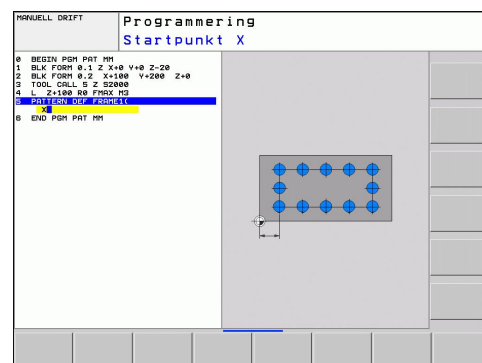 MANUELL DRIFT
Programmering
Startpunkt X
0 BEGIN PGM PAT MM
1 BLK FORM 0.1 Z X+0 Y+0 Z-20
2 BLK FORM 0.2 X+100 Y+200 Z+0
3 TOOL CALL 5 Z S2000
4 L Z+100 R0 FMAX M3
5 PATTERN DEF FRAME1(
X
6 END PGM PAT MM